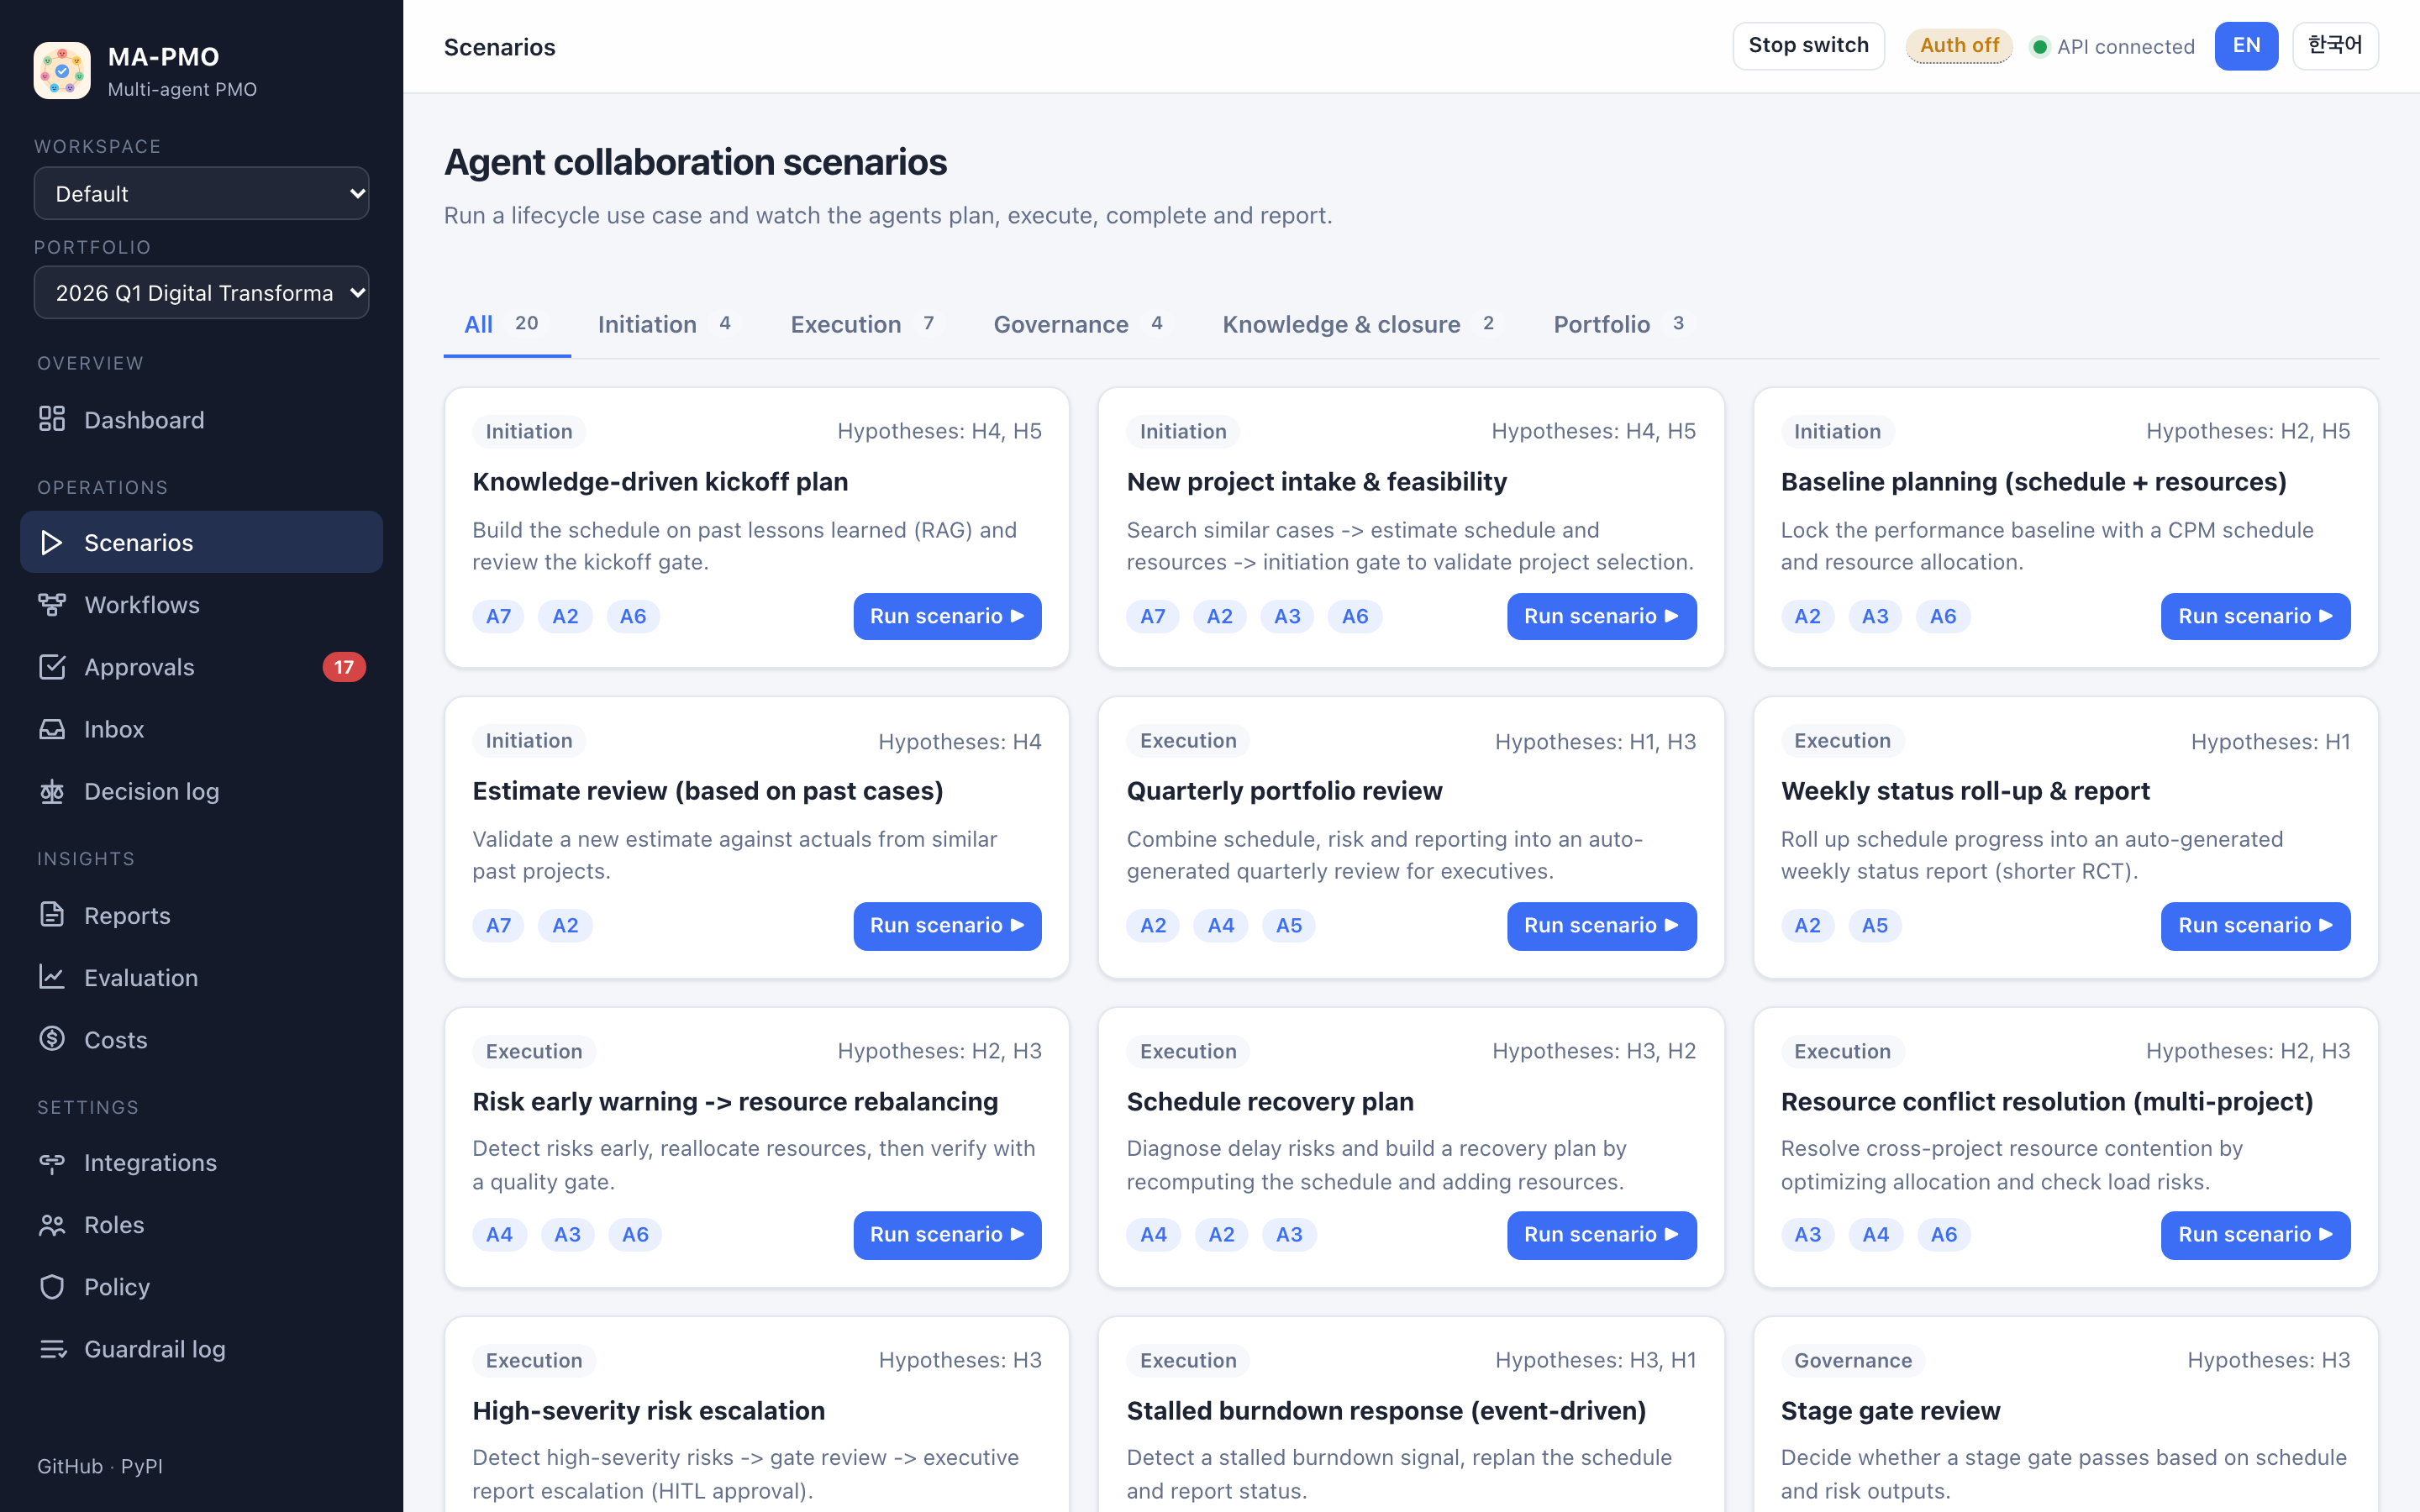 MA-PMO
Multi-agent PMO
WORKSPACE
Default
PORTFOLIO
2026 Q1 Digital Transforma
OVERVIEW
Dashboard
OPERATIONS
Scenarios
Workflows
Approvals 17
Inbox
Decision log
INSIGHTS
Reports
Evaluation
Costs
SETTINGS
Integrations
Roles
Policy
Guardrail log
GitHub · PyPI
Scenarios
Stop switch Auth off API connected EN 한국어
Agent collaboration scenarios
Run a lifecycle use case and watch the agents plan, execute, complete and report.
All 20 Initiation 4 Execution 7 Governance 4 Knowledge & closure 2 Portfolio 3
Initiation Hypotheses: H4, H5
Knowledge-driven kickoff plan
Build the schedule on past lessons learned (RAG) and
review the kickoff gate.
A7 A2 A6 Run scenario ▶
Initiation Hypotheses: H4, H5
New project intake & feasibility
Search similar cases -> estimate schedule and
resources -> initiation gate to validate project selection.
A7 A2 A3 A6 Run scenario ▶
Initiation Hypotheses: H2, H5
Baseline planning (schedule + resources)
Lock the performance baseline with a CPM schedule
and resource allocation.
A2 A3 A6 Run scenario ▶
Initiation Hypotheses: H4
Estimate review (based on past cases)
Validate a new estimate against actuals from similar
past projects.
A7 A2 Run scenario ▶
Execution Hypotheses: H1, H3
Quarterly portfolio review
Combine schedule, risk and reporting into an auto-
generated quarterly review for executives.
A2 A4 A5 Run scenario ▶
Execution Hypotheses: H1
Weekly status roll-up & report
Roll up schedule progress into an auto-generated
weekly status report (shorter RCT).
A2 A5 Run scenario ▶
Execution Hypotheses: H2, H3
Risk early warning -> resource rebalancing
Detect risks early, reallocate resources, then verify with
a quality gate.
A4 A3 A6 Run scenario ▶
Execution Hypotheses: H3, H2
Schedule recovery plan
Diagnose delay risks and build a recovery plan by
recomputing the schedule and adding resources.
A4 A2 A3 Run scenario ▶
Execution Hypotheses: H2, H3
Resource conflict resolution (multi-project)
Resolve cross-project resource contention by
optimizing allocation and check load risks.
A3 A4 A6 Run scenario ▶
Execution Hypotheses: H3
High-severity risk escalation
Detect high-severity risks -> gate review -> executive
report escalation (HITL approval).
Execution Hypotheses: H3, H1
Stalled burndown response (event-driven)
Detect a stalled burndown signal, replan the schedule
and report status.
Governance Hypotheses: H3
Stage gate review
Decide whether a stage gate passes based on schedule
and risk outputs.